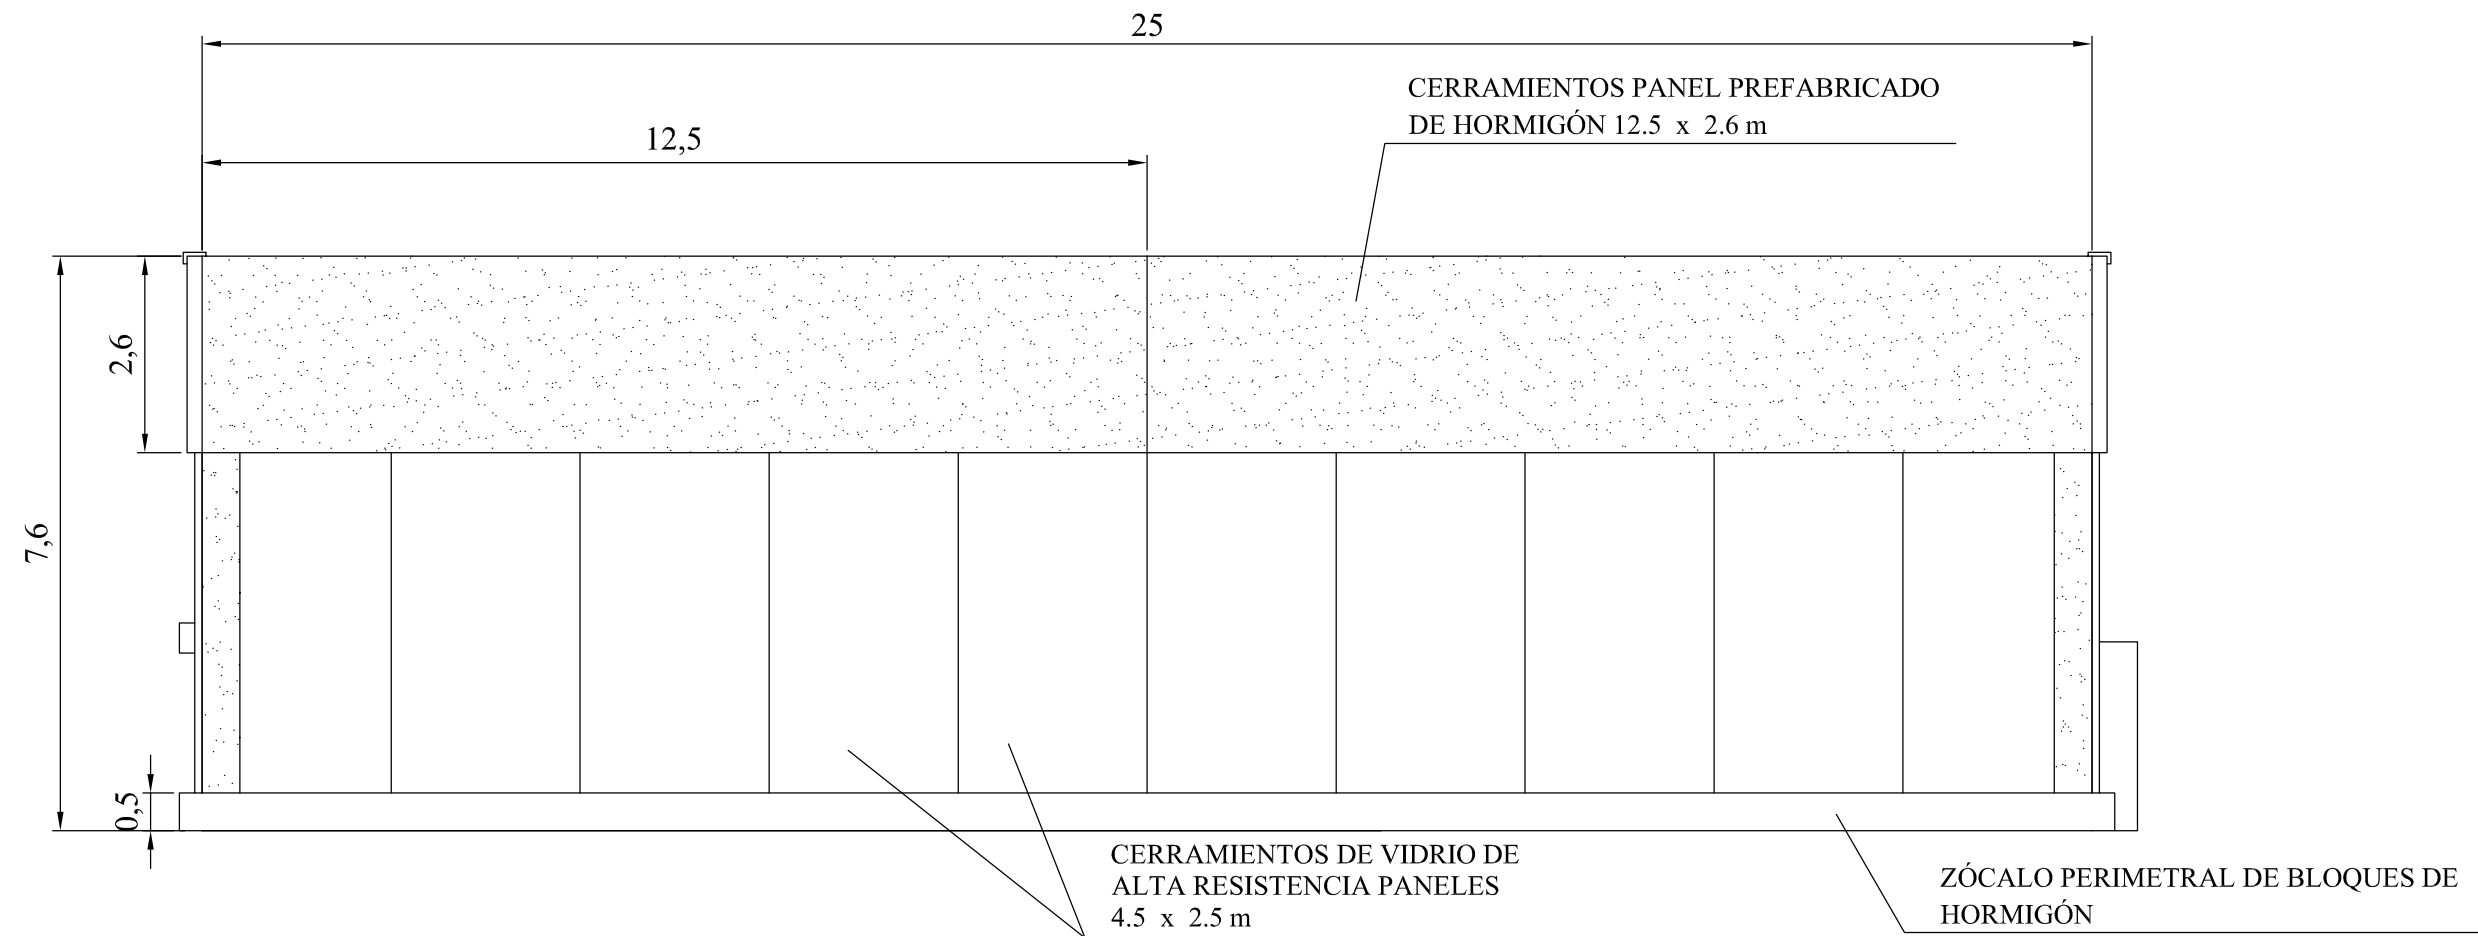 25
CERRAMIENTOS PANEL PREFABRICADO
DE HORMIGÓN 12.5 x 2.6 m
12,5
2,6
7,6
0,5
CERRAMIENTOS DE VIDRIO DE
ALTA RESISTENCIA PANELES
4.5 x 2.5 m
ZÓCALO PERIMETRAL DE BLOQUES DE
HORMIGÓN